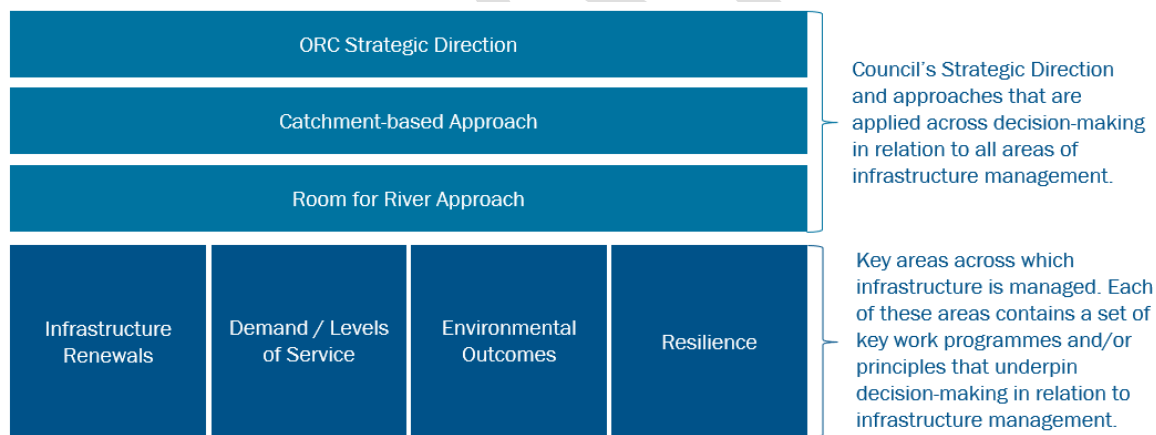 ORC Strategic Direction
Catchment-based Approach
Room for River Approach
Council's Strategic Direction
and approaches that are
applied across decision-making
in relation to all areas of
infrastructure management.
Infrastructure
Renewals
Demand / Levels
of Service
Environmental
Outcomes
Resilience
Key areas across which
infrastructure is managed. Each
of these areas contains a set of
key work programmes and/or
principles that underpin
decision-making in relation to
infrastructure management.